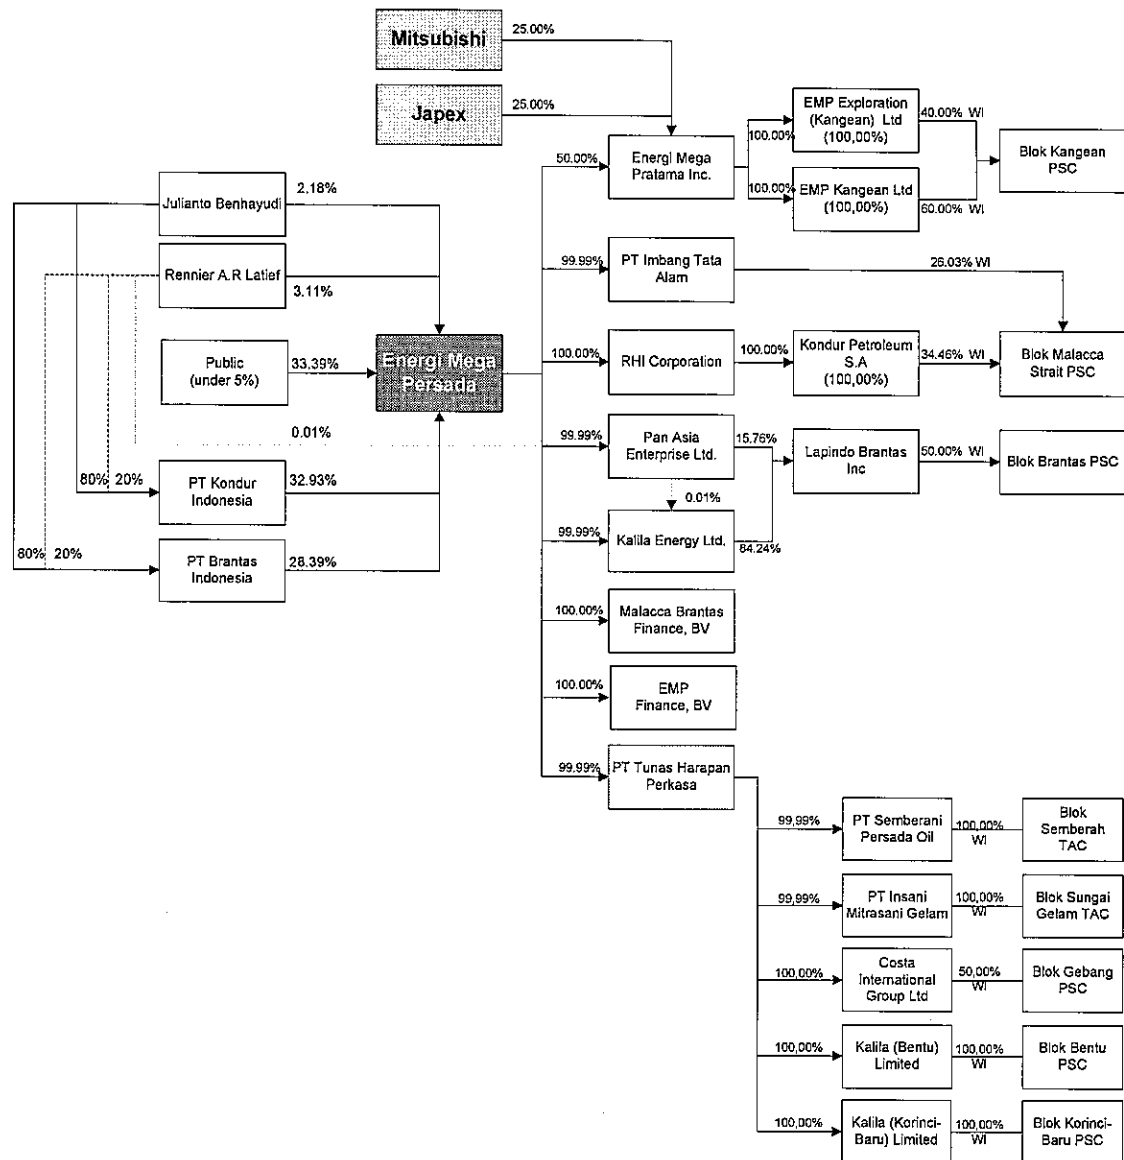 Mitsubishi
25.00%
Japex
25.00%
50.00%
Energi Mega
Pratama Inc.
100.00%
EMP Exploration
(Kangean) Ltd
(100,00%)
40.00% WI
100.00%
EMP Kangean Ltd
(100,00%)
60.00% WI
Blok Kangean
PSC
Julianto Benhayudi
2.18%
Rennier A.R Latief
3.11%
Public
(under 5%)
33.39%
Energi Mega
Persada
0.01%
80%
20%
PT Kondur
Indonesia
32.93%
80%
20%
PT Brantas
Indonesia
28.39%
99.99%
PT Imbang Tata
Alam
26.03% WI
100.00%
RHI Corporation
100.00%
Kondur Petroleum
S.A
(100,00%)
34.46% WI
Blok Malacca
Strait PSC
99.99%
Pan Asia
Enterprise Ltd.
15.76%
Lapindo Brantas
Inc
50.00% WI
Blok Brantas PSC
0.01%
99.99%
Kalila Energy Ltd.
84.24%
100.00%
Malacca Brantas
Finance, BV
100.00%
EMP
Finance, BV
99.99%
PT Tunas Harapan
Perkasa
99,99%
PT Semberani
Persada Oil
100,00%
WI
Blok
Semberah
TAC
99,99%
PT Insani
Mitrasani Gelam
100,00%
WI
Blok Sungai
Gelam TAC
100,00%
Costa
International
Group Ltd
50,00%
WI
Blok Gebang
PSC
100,00%
Kalila (Bentu)
Limited
100,00%
WI
Blok Bentu
PSC
100,00%
Kalila (Korinci-
Baru) Limited
100,00%
WI
Blok Korinci-
Baru PSC